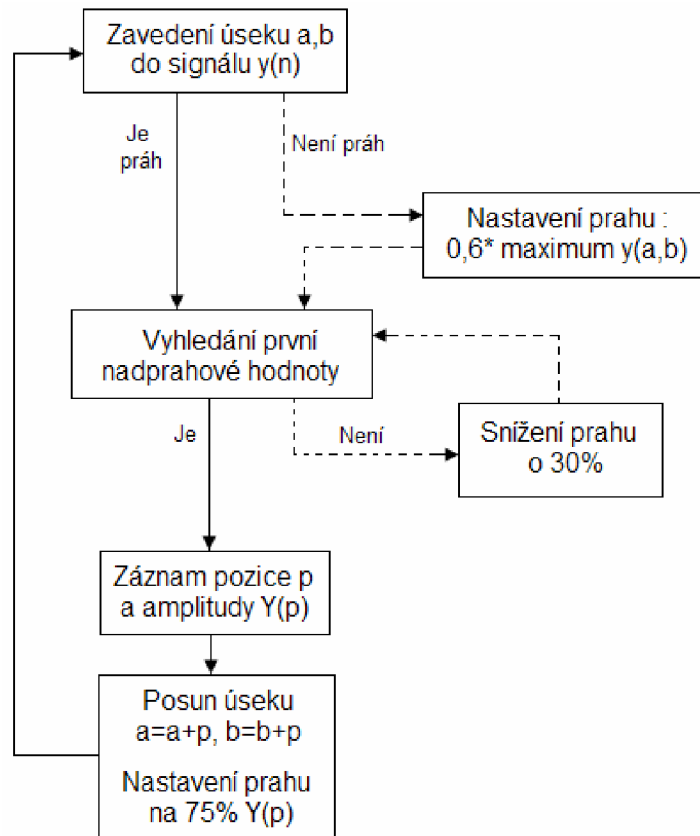 Zavedení úseku a,b
do signálu y(n)
Je
práh
Není práh
Nastavení prahu :
0,6* maximum y(a,b)
Vyhledání první
nadprahové hodnoty
Je
Není
Snížení prahu
o 30%
Záznam pozice p
a amplitudy Y(p)
Posun úseku
a=a+p, b=b+p
Nastavení prahu
na 75% Y(p)